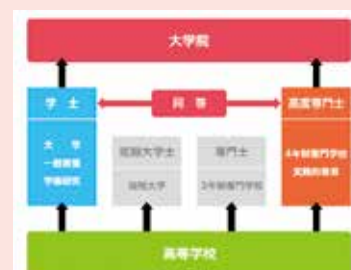 大学院
学士
同等
高度専門士
大学
一般教養
学術研究
短期大学士
短期大学
専門士
2年制専門学校
4年制専門学校
実践的専攻
高等学校